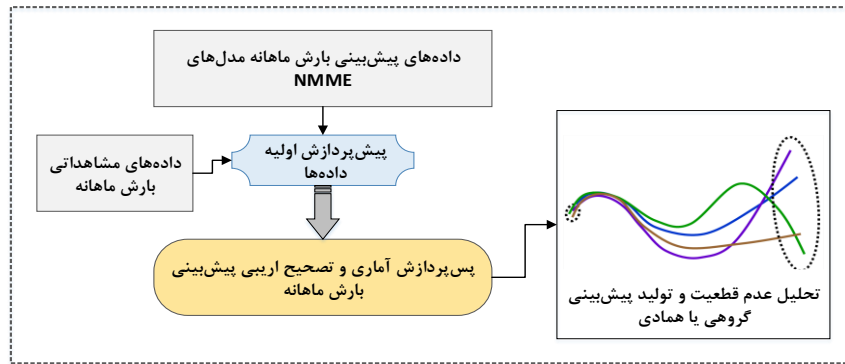 داده‌های پیش‌بینی بارش ماهانه مدل‌های
NMME
داده‌های مشاهداتی
بارش ماهانه
پیش‌پردازش اولیه
داده‌ها
پس‌پردازش آماری و تصحیح اریبی پیش‌بینی
بارش ماهانه
تحلیل عدم قطعیت و تولید پیش‌بینی
گروهی یا همادی